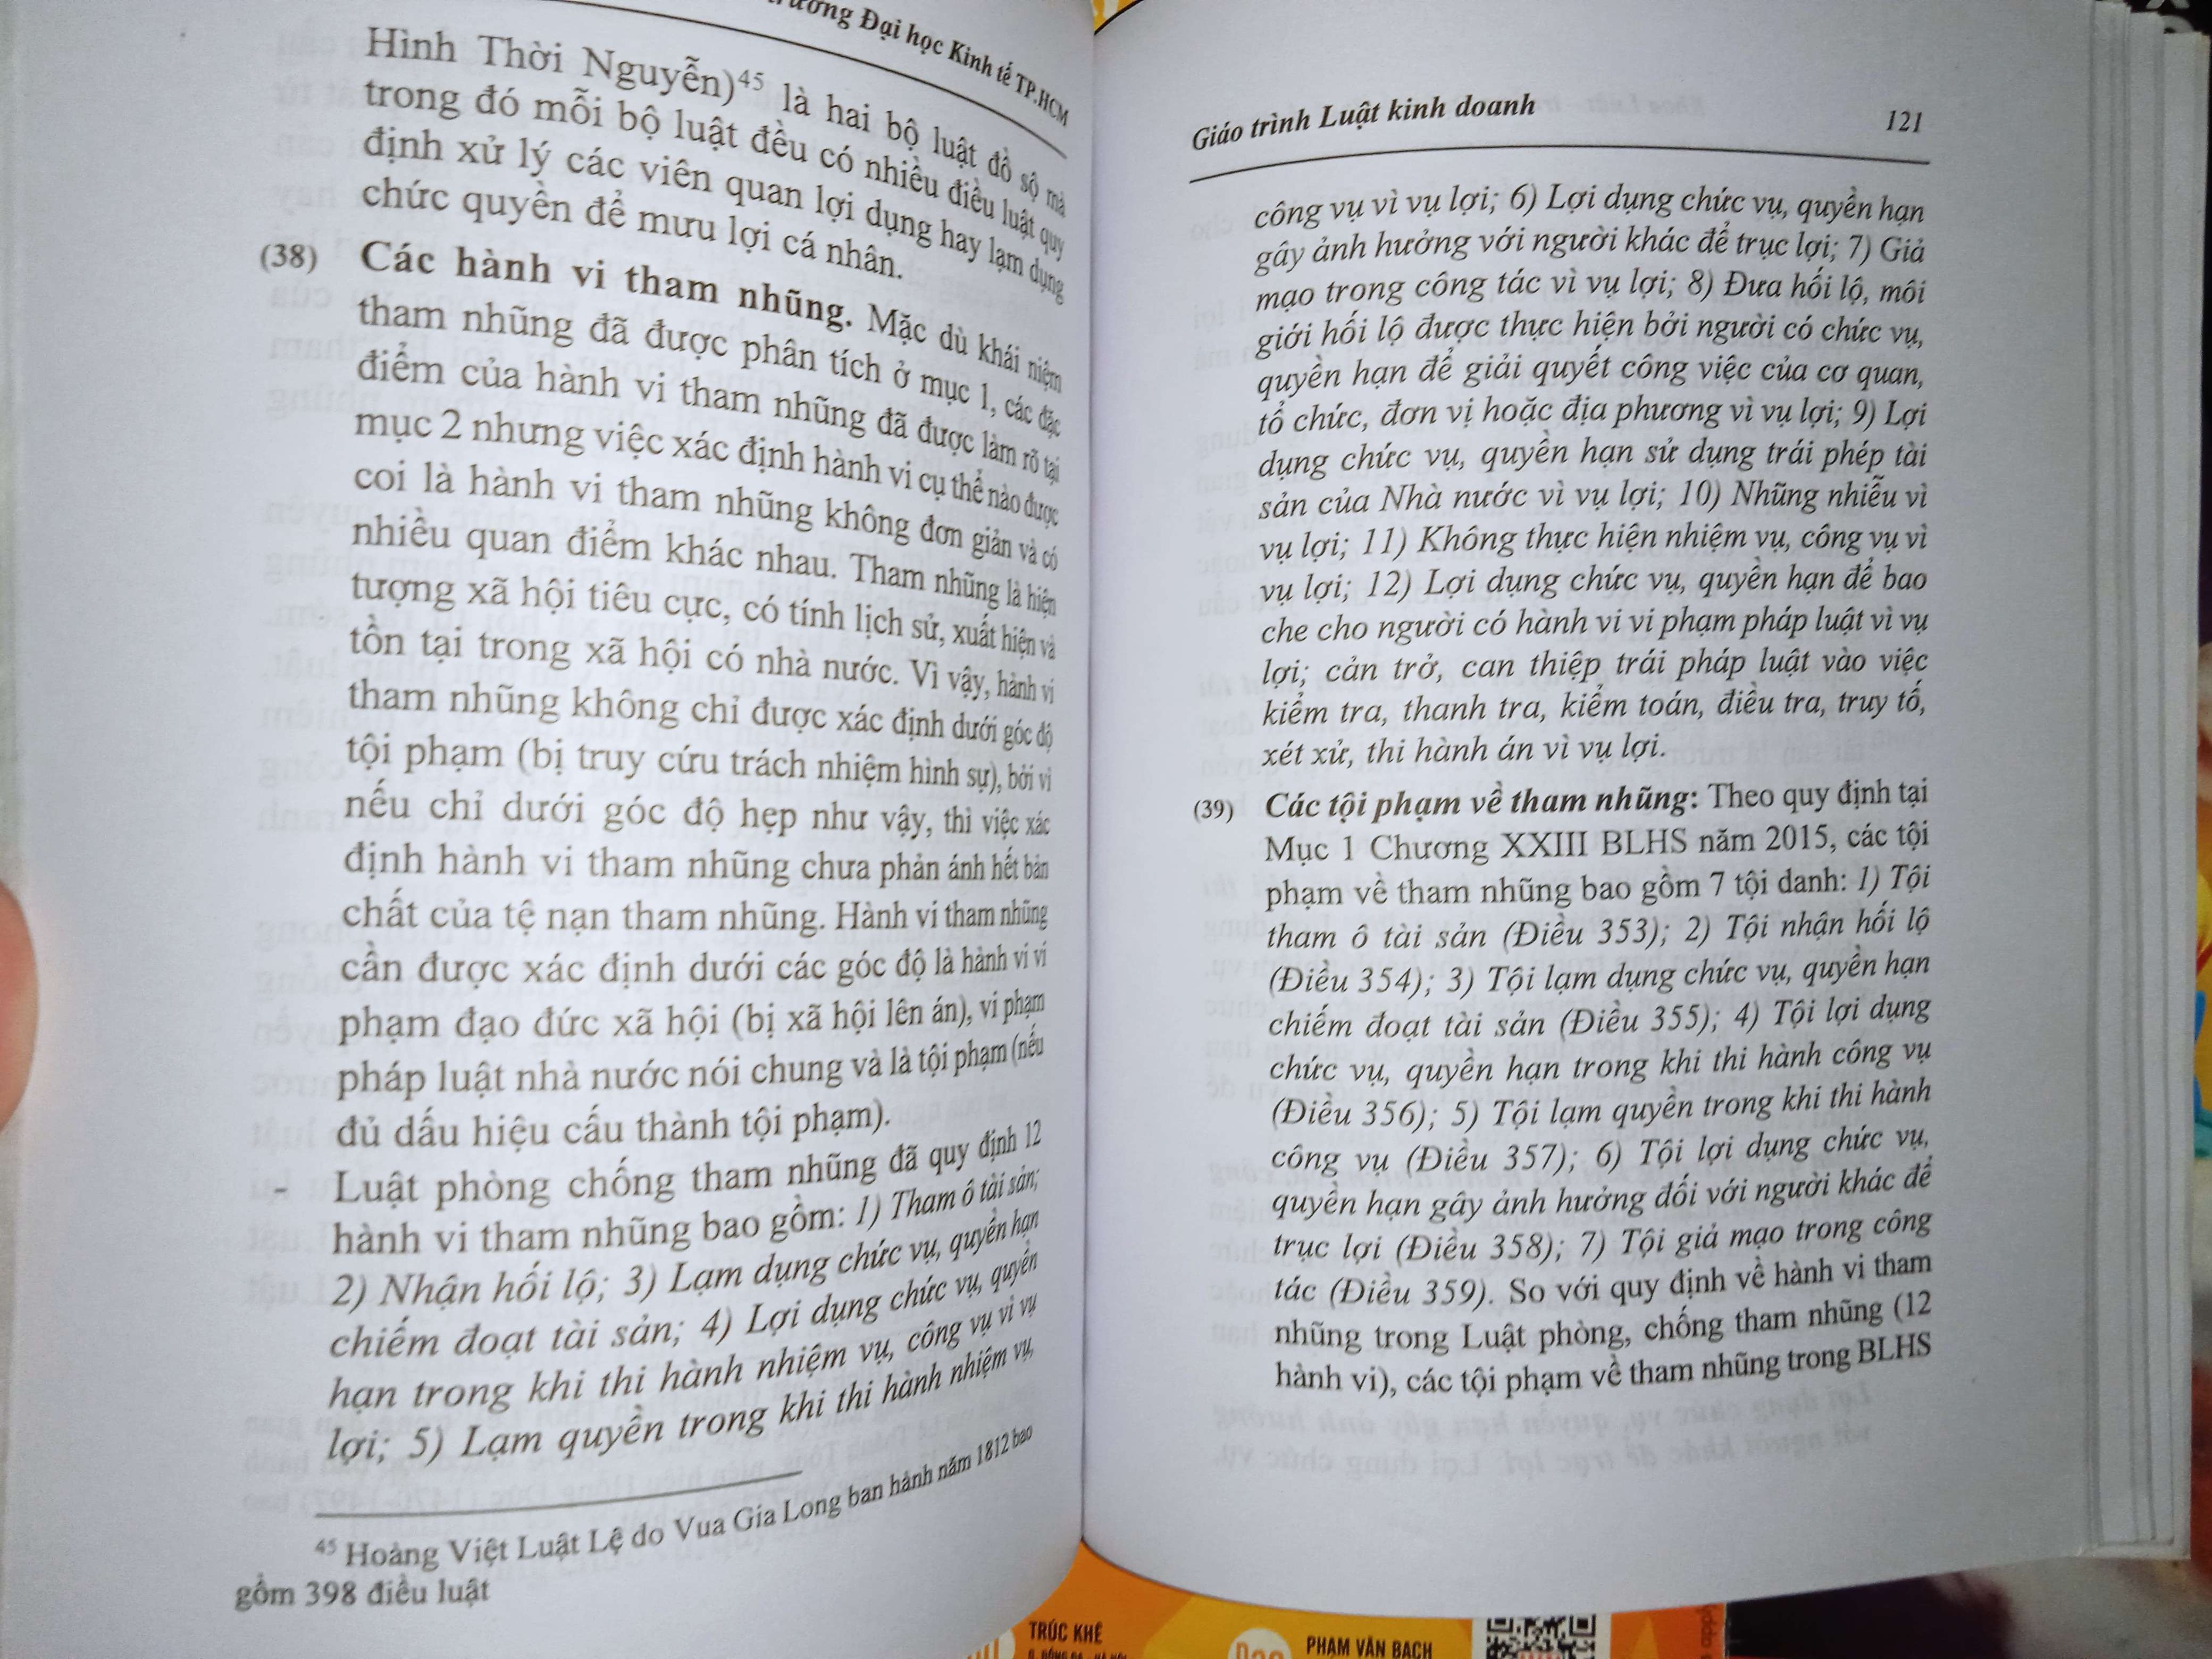 trường Đại học Kinh tế TP.HCM
Hình Thời Nguyễn)45 là hai bộ luật đồ sộ mà
trong đó mỗi bộ luật đều có nhiều điều luật quy
định xử lý các viên quan lợi dụng hay lạm dụng
chức quyền để mưu lợi cá nhân.
(38) Các hành vi tham nhũng. Mặc dù khái niệm
tham nhũng đã được phân tích ở mục 1, các đặc
điểm của hành vi tham nhũng đã được làm rõ tại
mục 2 nhưng việc xác định hành vi cụ thể nào được
coi là hành vi tham nhũng không đơn giản và có
nhiều quan điểm khác nhau. Tham nhũng là hiện
tượng xã hội tiêu cực, có tính lịch sử, xuất hiện và
tồn tại trong xã hội có nhà nước. Vì vậy, hành vi
tham nhũng không chỉ được xác định dưới góc độ
tội phạm (bị truy cứu trách nhiệm hình sự), bởi vì
nếu chỉ dưới góc độ hẹp như vậy, thì việc xác
định hành vi tham nhũng chưa phản ánh hết bản
chất của tệ nạn tham nhũng. Hành vi tham nhũng
cần được xác định dưới các góc độ là hành vi vi
phạm đạo đức xã hội (bị xã hội lên án), vi phạm
pháp luật nhà nước nói chung và là tội phạm (nếu
đủ dấu hiệu cấu thành tội phạm).
- Luật phòng chống tham nhũng đã quy định 12
hành vi tham nhũng bao gồm: 1) Tham ô tài sản;
2) Nhận hối lộ; 3) Lạm dụng chức vụ, quyền hạn
chiếm đoạt tài sản; 4) Lợi dụng chức vụ, quyền
hạn trong khi thi hành nhiệm vụ, công vụ vì vụ
lợi; 5) Lạm quyền trong khi thi hành nhiệm vụ,
45 Hoàng Việt Luật Lệ do Vua Gia Long ban hành năm 1812 bao
gồm 398 điều luật
Giáo trình Luật kinh doanh 121
công vụ vì vụ lợi; 6) Lợi dụng chức vụ, quyền hạn
gây ảnh hưởng với người khác để trục lợi; 7) Giả
mạo trong công tác vì vụ lợi; 8) Đưa hối lộ, môi
giới hối lộ được thực hiện bởi người có chức vụ,
quyền hạn để giải quyết công việc của cơ quan,
tổ chức, đơn vị hoặc địa phương vì vụ lợi; 9) Lợi
dụng chức vụ, quyền hạn sử dụng trái phép tài
sản của Nhà nước vì vụ lợi; 10) Nhũng nhiễu vì
vụ lợi; 11) Không thực hiện nhiệm vụ, công vụ vì
vụ lợi; 12) Lợi dụng chức vụ, quyền hạn để bao
che cho người có hành vi vi phạm pháp luật vì vụ
lợi; cản trở, can thiệp trái pháp luật vào việc
kiểm tra, thanh tra, kiểm toán, điều tra, truy tố,
xét xử, thi hành án vì vụ lợi.
(39) Các tội phạm về tham nhũng: Theo quy định tại
Mục 1 Chương XXIII BLHS năm 2015, các tội
phạm về tham nhũng bao gồm 7 tội danh: 1) Tội
tham ô tài sản (Điều 353); 2) Tội nhận hối lộ
(Điều 354); 3) Tội lạm dụng chức vụ, quyền hạn
chiếm đoạt tài sản (Điều 355); 4) Tội lợi dụng
chức vụ, quyền hạn trong khi thi hành công vụ
(Điều 356); 5) Tội lạm quyền trong khi thi hành
công vụ (Điều 357); 6) Tội lợi dụng chức vụ,
quyền hạn gây ảnh hưởng đối với người khác để
trục lợi (Điều 358); 7) Tội giả mạo trong công
tác (Điều 359). So với quy định về hành vi tham
nhũng trong Luật phòng, chống tham nhũng (12
hành vi), các tội phạm về tham nhũng trong BLHS
TRÚC KHÊ
PHẠM VĂN BẠCH